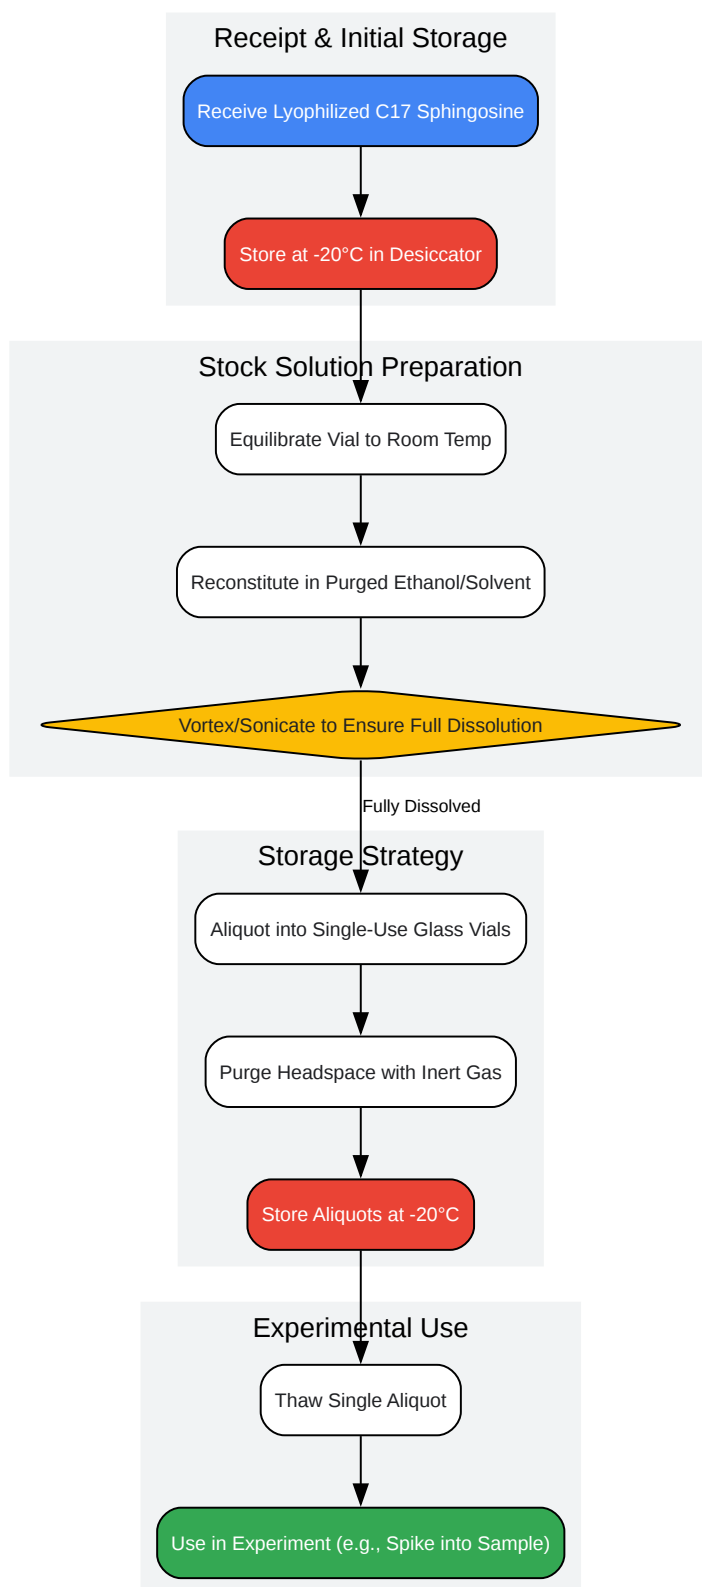 Receipt & Initial Storage
Receive Lyophilized C17 Sphingosine
Store at -20°C in Desiccator
Stock Solution Preparation
Equilibrate Vial to Room Temp
Reconstitute in Purged Ethanol/Solvent
Vortex/Sonicate to Ensure Full Dissolution
Fully Dissolved
Storage Strategy
Aliquot into Single-Use Glass Vials
Purge Headspace with Inert Gas
Store Aliquots at -20°C
Experimental Use
Thaw Single Aliquot
Use in Experiment (e.g., Spike into Sample)